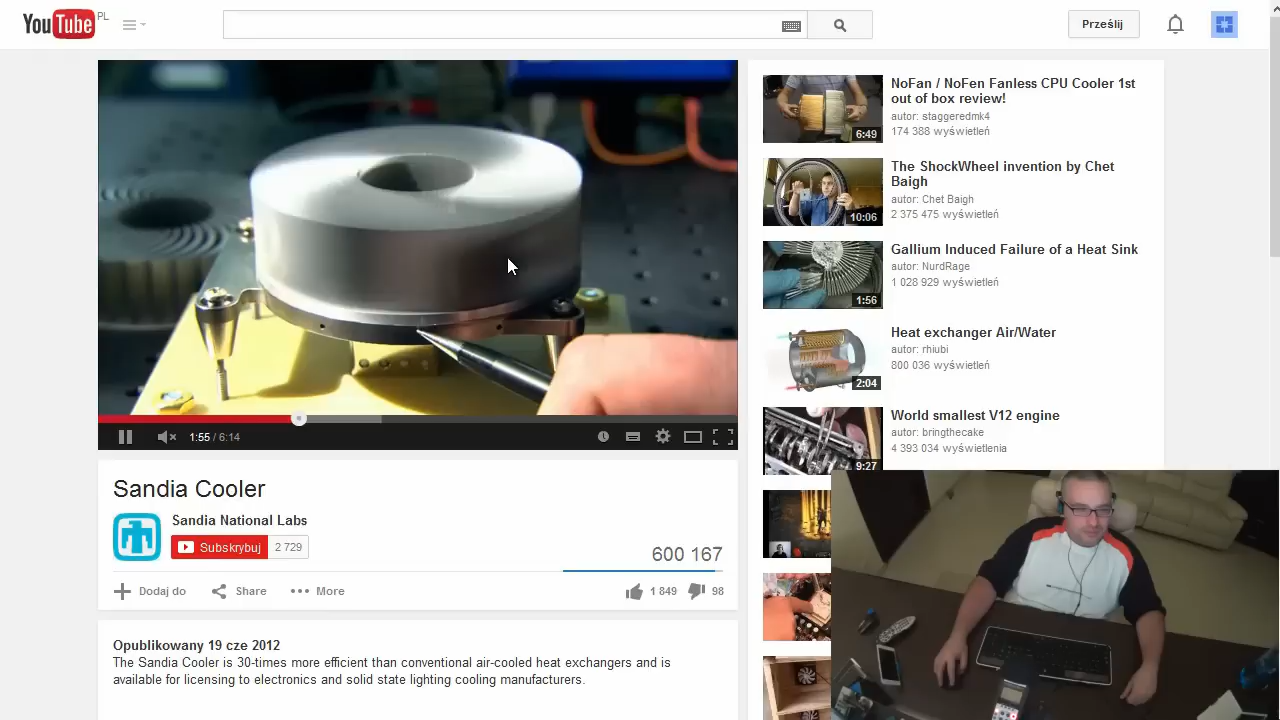 YouTube PL
Prześlij
1:55 / 6:14
Sandia Cooler
Sandia National Labs
Subskrybuj 2 729
600 167
Dodaj do Share More 1 849 98
Opublikowany 19 cze 2012
The Sandia Cooler is 30-times more efficient than conventional air-cooled heat exchangers and is
available for licensing to electronics and solid state lighting cooling manufacturers.
6:49
NoFan / NoFen Fanless CPU Cooler 1st
out of box review!
autor: staggeredmk4
174 388 wyświetleń
10:06
The ShockWheel invention by Chet
Baigh
autor: Chet Baigh
2 375 475 wyświetleń
1:56
Gallium Induced Failure of a Heat Sink
autor: NurdRage
1 028 929 wyświetleń
2:04
Heat exchanger Air/Water
autor: rhiubi
800 036 wyświetleń
9:27
World smallest V12 engine
autor: bringthecake
4 393 034 wyświetlenia